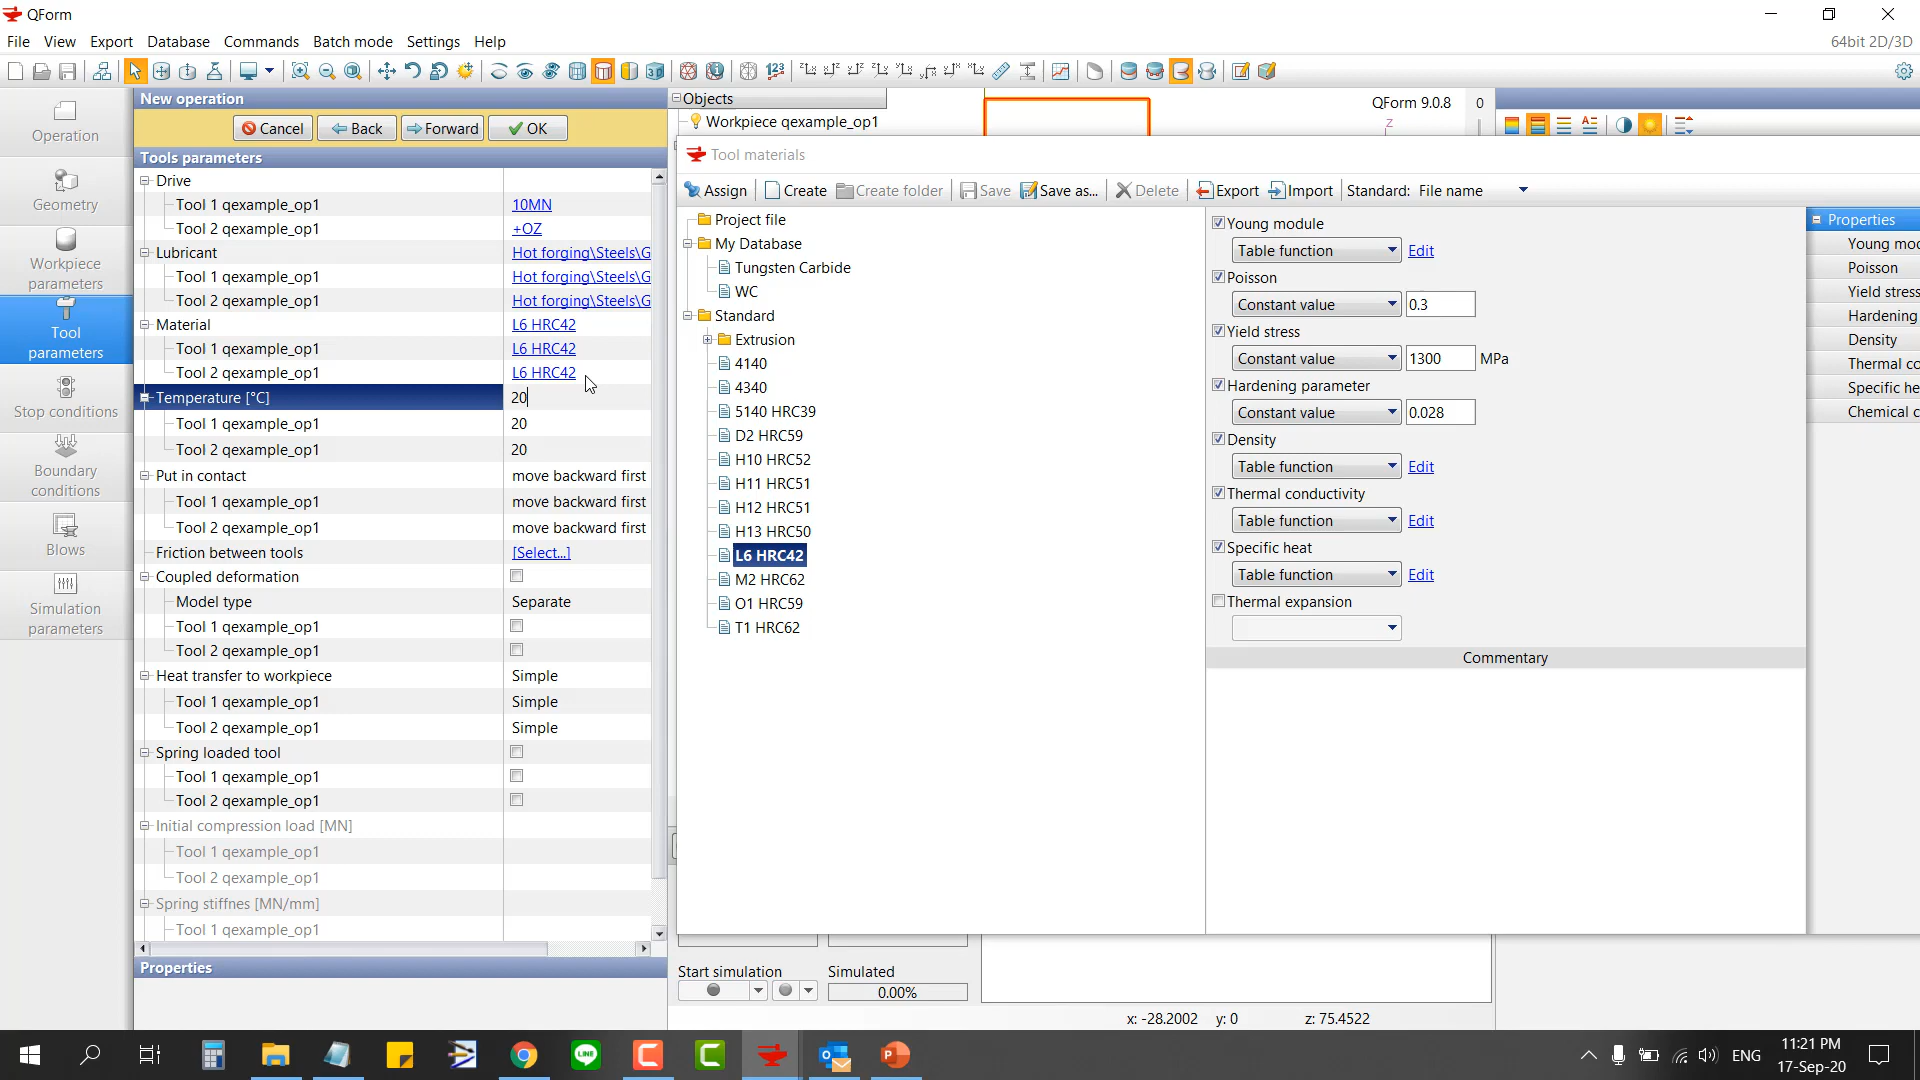 QForm
File View Export Database Commands Batch mode Settings Help
64bit 2D/3D
New operation
Cancel Back Forward OK
Tools parameters
Drive
Tool 1 qexample_op1 10MN
Tool 2 qexample_op1 +OZ
Lubricant Hot forging\Steels\G
Tool 1 qexample_op1 Hot forging\Steels\G
Tool 2 qexample_op1 Hot forging\Steels\G
Material L6 HRC42
Tool 1 qexample_op1 L6 HRC42
Tool 2 qexample_op1 L6 HRC42
Temperature [°C] 20
Tool 1 qexample_op1 20
Tool 2 qexample_op1 20
Put in contact move backward first
Tool 1 qexample_op1 move backward first
Tool 2 qexample_op1 move backward first
Friction between tools [Select...]
Coupled deformation
Model type Separate
Tool 1 qexample_op1
Tool 2 qexample_op1
Heat transfer to workpiece Simple
Tool 1 qexample_op1 Simple
Tool 2 qexample_op1 Simple
Spring loaded tool
Tool 1 qexample_op1
Tool 2 qexample_op1
Initial compression load [MN]
Tool 1 qexample_op1
Tool 2 qexample_op1
Spring stiffnes [MN/mm]
Tool 1 qexample_op1
Properties
Operation
Geometry
Workpiece
parameters
Tool
parameters
Stop conditions
Boundary
conditions
Blows
Simulation
parameters
Objects
Workpiece qexample_op1
QForm 9.0.8
0
z
Tool materials
Assign Create Create folder Save Save as... Delete Export Import Standard: File name
Project file
My Database
Tungsten Carbide
WC
Standard
Extrusion
4140
4340
5140 HRC39
D2 HRC59
H10 HRC52
H11 HRC51
H12 HRC51
H13 HRC50
L6 HRC42
M2 HRC62
O1 HRC59
T1 HRC62
Young module
Table function Edit
Poisson
Constant value 0.3
Yield stress
Constant value 1300 MPa
Hardening parameter
Constant value 0.028
Density
Table function Edit
Thermal conductivity
Table function Edit
Specific heat
Table function Edit
Thermal expansion
Commentary
Properties
Young moc
Poisson
Yield stress
Hardening
Density
Thermal co
Specific he
Chemical c
Start simulation Simulated
0.00%
x: -28.2002 y: 0 z: 75.4522
ENG
11:21 PM
17-Sep-20